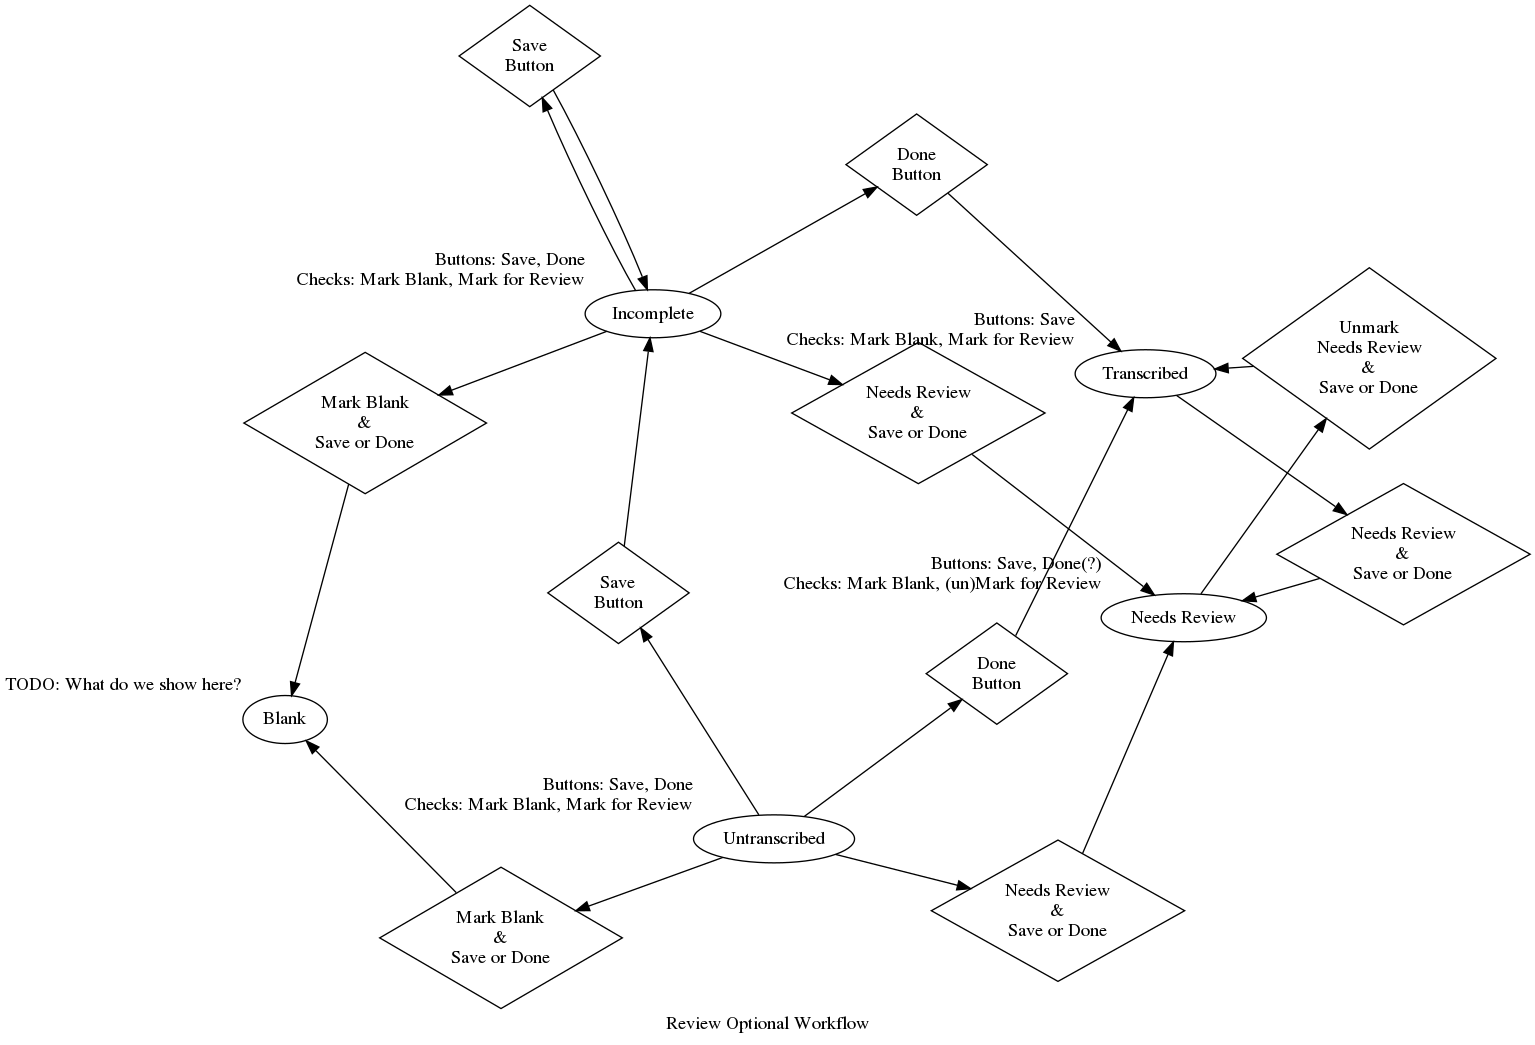 Save
Button
Done
Button
Buttons: Save, Done
Checks: Mark Blank, Mark for Review
Incomplete
Buttons: Save
Checks: Mark Blank, Mark for Review
Transcribed
Unmark
Needs Review
&
Save or Done
Mark Blank
&
Save or Done
Needs Review
&
Save or Done
Needs Review
&
Save or Done
Save
Button
Buttons: Save, Done(?)
Checks: Mark Blank, (un)Mark for Review
Needs Review
Done
Button
TODO: What do we show here?
Blank
Buttons: Save, Done
Checks: Mark Blank, Mark for Review
Untranscribed
Mark Blank
&
Save or Done
Needs Review
&
Save or Done
Review Optional Workflow